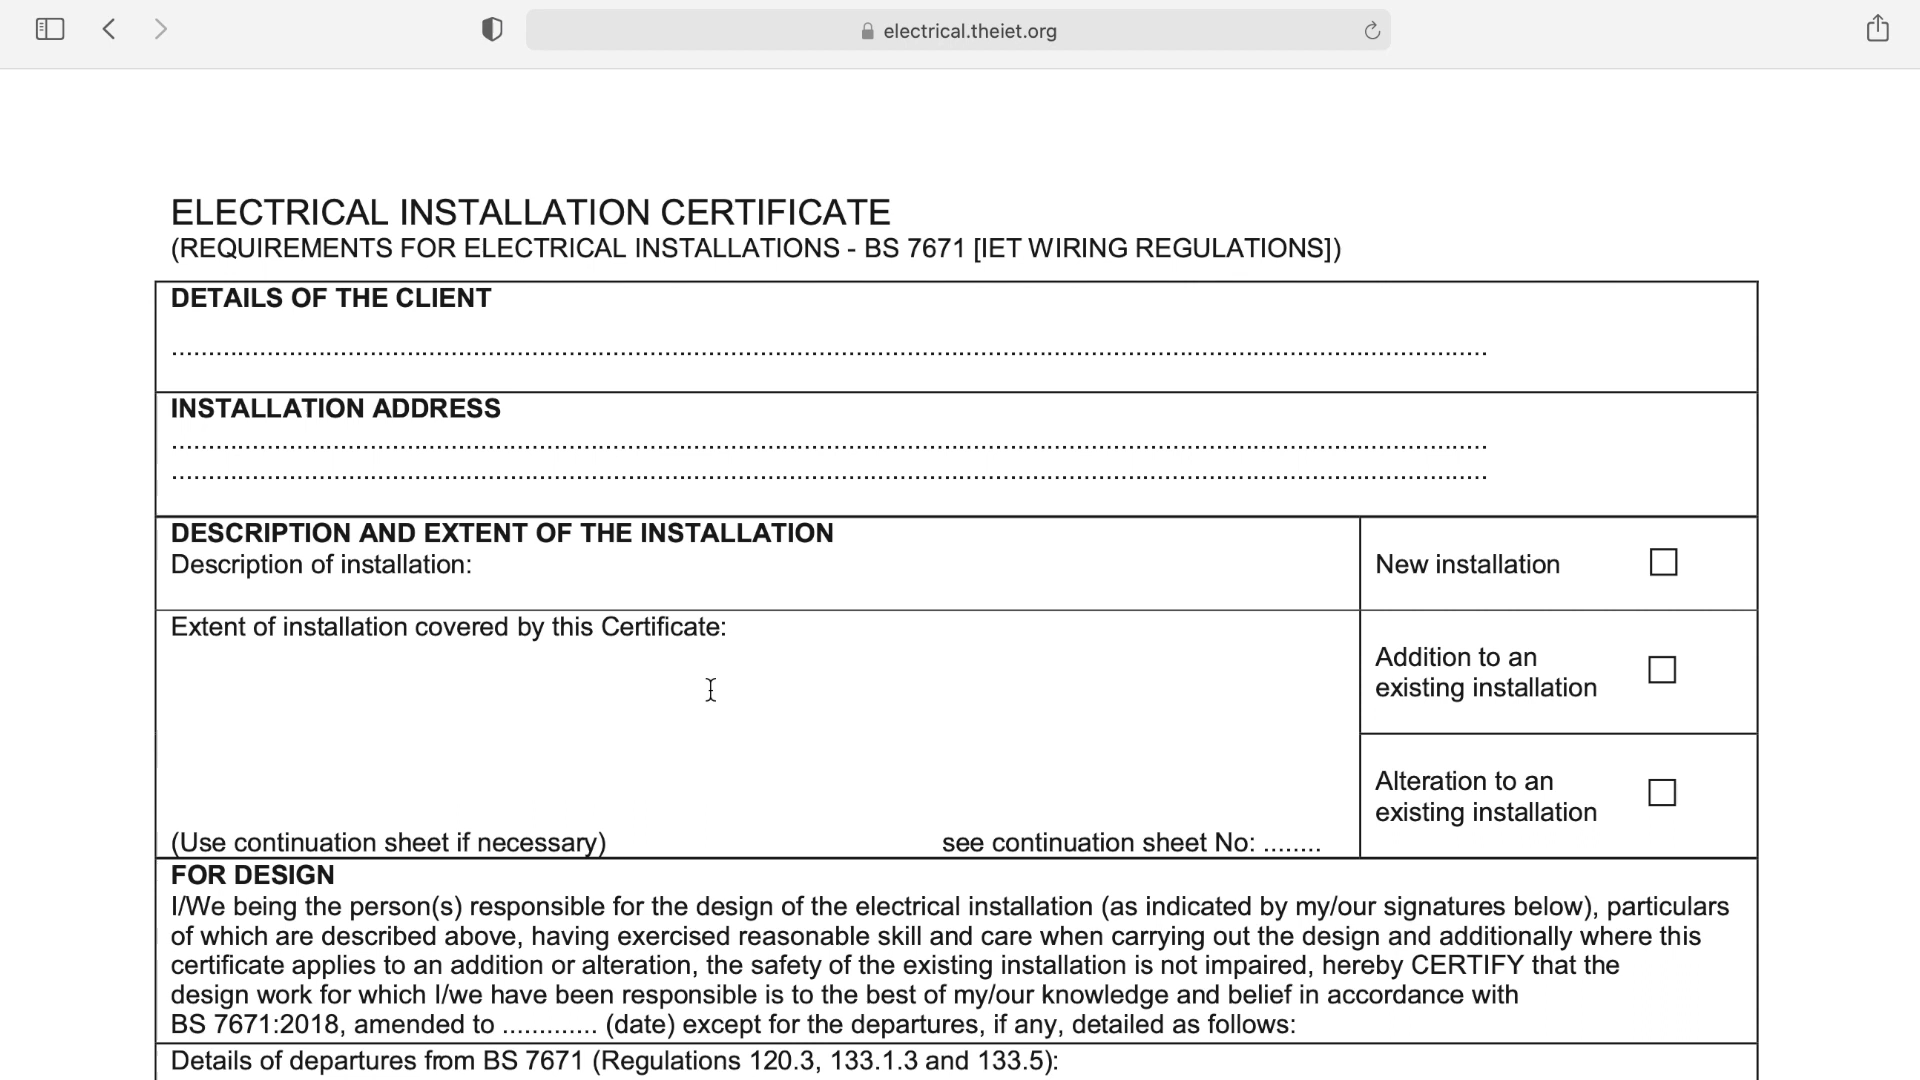 electrical.theiet.org
ELECTRICAL INSTALLATION CERTIFICATE
(REQUIREMENTS FOR ELECTRICAL INSTALLATIONS - BS 7671 [IET WIRING REGULATIONS])
DETAILS OF THE CLIENT
INSTALLATION ADDRESS
DESCRIPTION AND EXTENT OF THE INSTALLATION
Description of installation:
New installation
Extent of installation covered by this Certificate:
Addition to an
existing installation
Alteration to an
existing installation
(Use continuation sheet if necessary) see continuation sheet No: ........
FOR DESIGN
I/We being the person(s) responsible for the design of the electrical installation (as indicated by my/our signatures below), particulars
of which are described above, having exercised reasonable skill and care when carrying out the design and additionally where this
certificate applies to an addition or alteration, the safety of the existing installation is not impaired, hereby CERTIFY that the
design work for which I/we have been responsible is to the best of my/our knowledge and belief in accordance with
BS 7671:2018, amended to ............. (date) except for the departures, if any, detailed as follows:
Details of departures from BS 7671 (Regulations 120.3, 133.1.3 and 133.5):